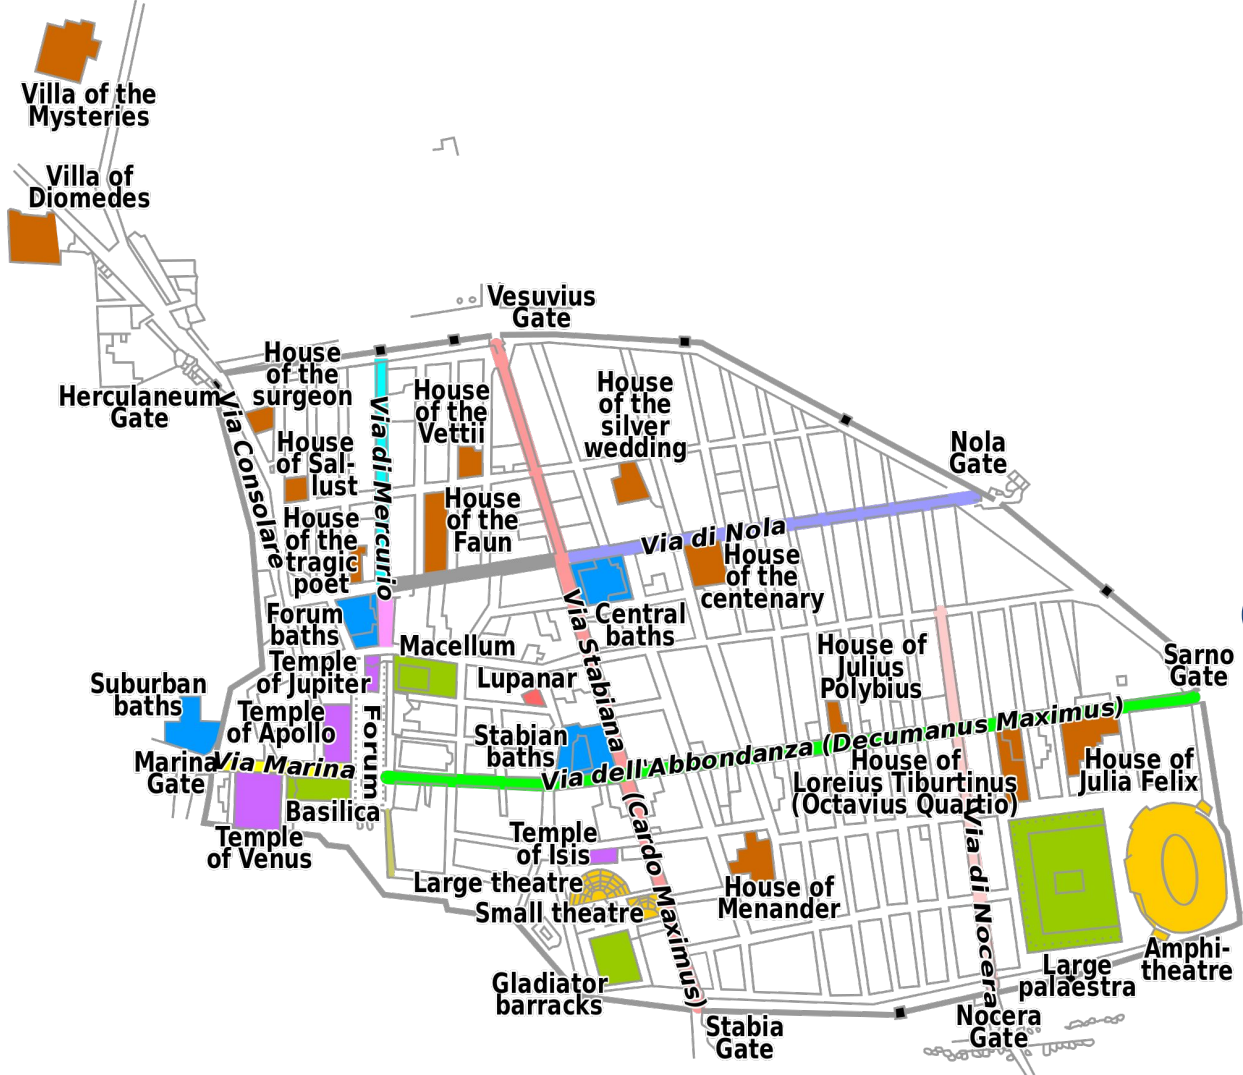 Villa of the
Mysteries
Villa of
Diomedes
Vesuvius
Gate
House
of the
surgeon
Herculaneum
Gate
Via Consolare
Via di Mercurio
House
of the
Vettii
House
of the
silver
wedding
Nola
Gate
House
of Sal-
lust
House
of the
Faun
House
of the
tragic
poet
Via di Nola
House
of the
centenary
Forum
baths
Central
baths
Via Stabiana (Cardo Maximus)
Macellum
House of
Julius
Polybius
Sarno
Gate
Temple
of Jupiter
Lupanar
Suburban
baths
Temple
of Apollo
Forum
Stabian
baths
Via dell'Abbondanza (Decumanus Maximus)
Marina
Gate
Via Marina
House of
Loreius Tiburtinus
(Octavius Quartio)
House of
Julia Felix
Basilica
Temple
of Venus
Temple
of Isis
Via di Nocera
Large theatre
Small theatre
House of
Menander
Gladiator
barracks
Large
palaestra
Amphi-
theatre
Stabia
Gate
Nocera
Gate